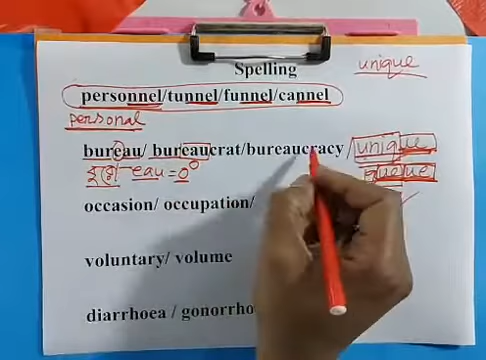 Spelling unique
personnel/tunnel/funnel/cannel
personal
bureau/ bureaucrat/bureaucracy / unique
eau = o queue
occasion/ occupation/
voluntary/ volume
diarrhoea / gonorrho